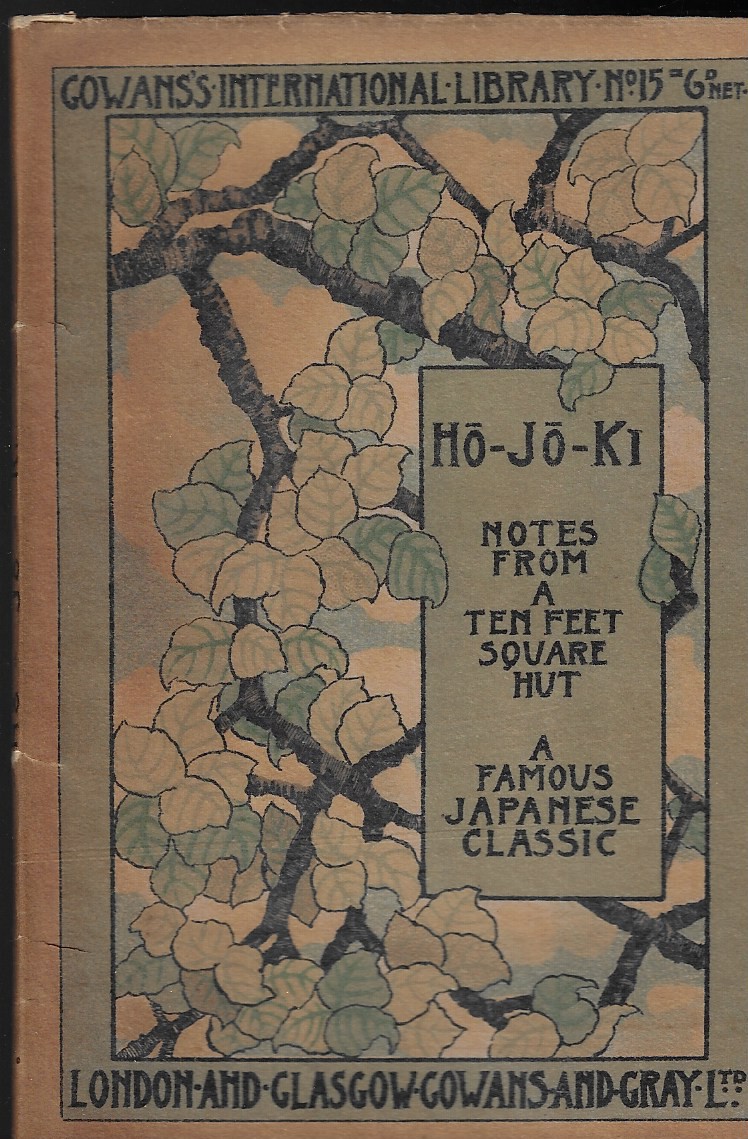 GOWANS'S·INTERNATIONAL·LIBRARY·Nº15=6D NET·
HŌ-JŌ-KI
NOTES
FROM
A
TEN FEET
SQUARE
HUT
A
FAMOUS
JAPANESE
CLASSIC
LONDON·AND·GLASGOW·GOWANS·AND·GRAY·LTD.